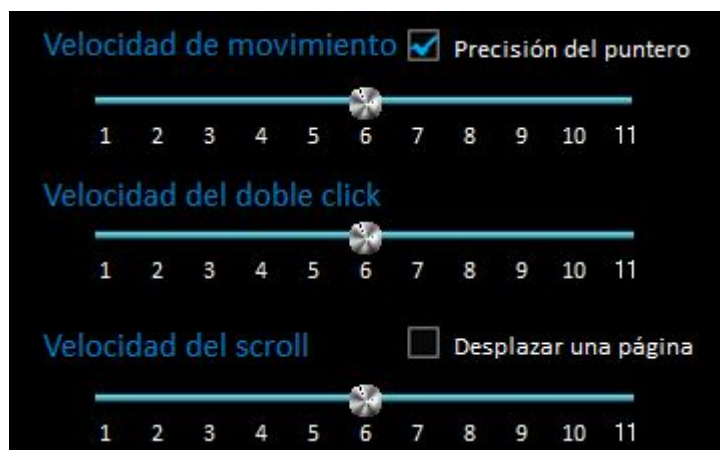 Velocidad de movimiento Precisión del puntero
1 2 3 4 5 6 7 8 9 10 11
Velocidad del doble click
1 2 3 4 5 6 7 8 9 10 11
Velocidad del scroll Desplazar una página
1 2 3 4 5 6 7 8 9 10 11